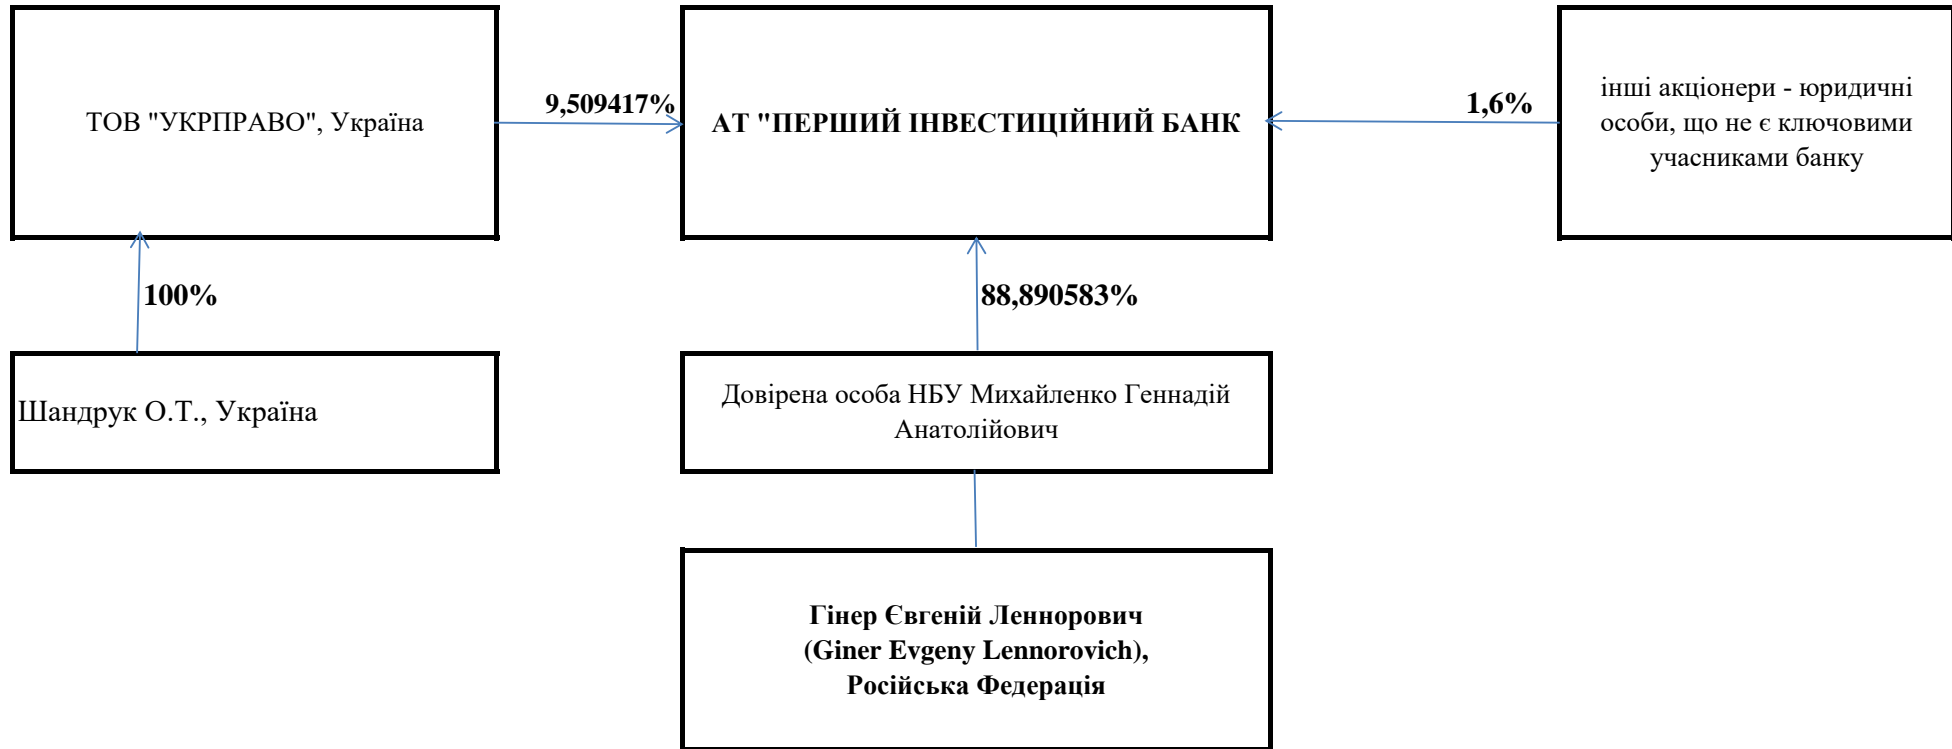 ТОВ "УКРПРАВО", Україна
9,509417%
АТ "ПЕРШИЙ ІНВЕСТИЦІЙНИЙ БАНК
1,6%
інші акціонери - юридичні
особи, що не є ключовими
учасниками банку
100%
88,890583%
Шандрук О.Т., Україна
Довірена особа НБУ Михайленко Геннадій
Анатолійович
Гінер Євгеній Леннорович
(Giner Evgeny Lennorovich),
Російська Федерація